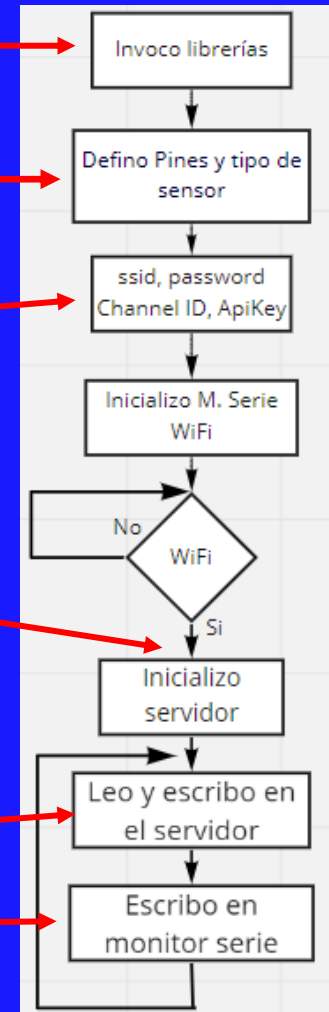 Invoco librerías
Defino Pines y tipo de
sensor
ssid, password
Channel ID, ApiKey
Inicializo M. Serie
WiFi
No
WiFi
Si
Inicializo
servidor
Leo y escribo en
el servidor
Escribo en
monitor serie